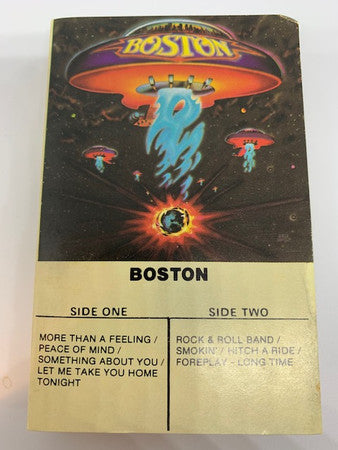 BOSTON
BOSTON
SIDE ONE
MORE THAN A FEELING /
PEACE OF MIND /
SOMETHING ABOUT YOU /
LET ME TAKE YOU HOME
TONIGHT
SIDE TWO
ROCK & ROLL BAND /
SMOKIN' / HITCH A RIDE /
FOREPLAY - LONG TIME